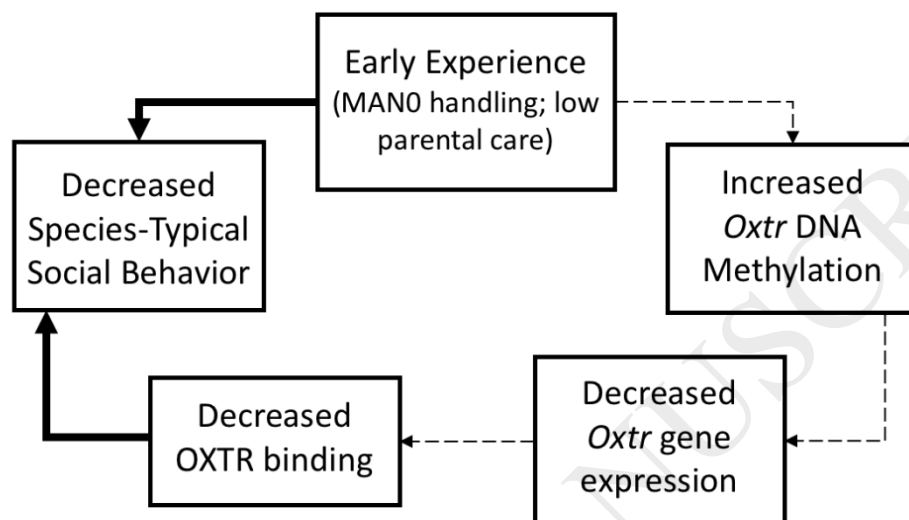 Early Experience
(MAN0 handling; low
parental care)
Decreased
Species-Typical
Social Behavior
Increased
Oxtr DNA
Methylation
Decreased
OXTR binding
Decreased
Oxtr gene
expression
NUSCR